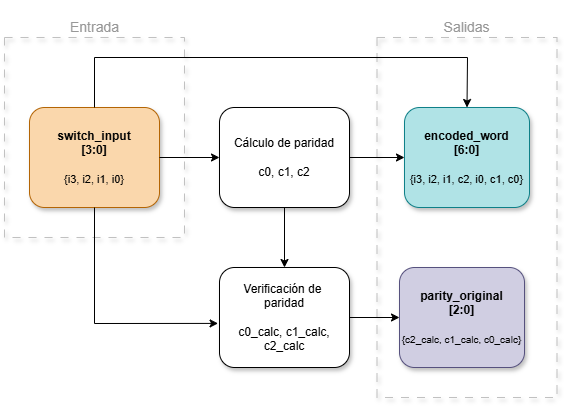 Entrada
Salidas
switch_input
[3:0]
{i3, i2, i1, i0}
Cálculo de paridad
c0, c1, c2
encoded_word
[6:0]
{i3, i2, i1, c2, i0, c1, c0}
Verificación de
paridad
c0_calc, c1_calc,
c2_calc
parity_original
[2:0]
{c2_calc, c1_calc, c0_calc}